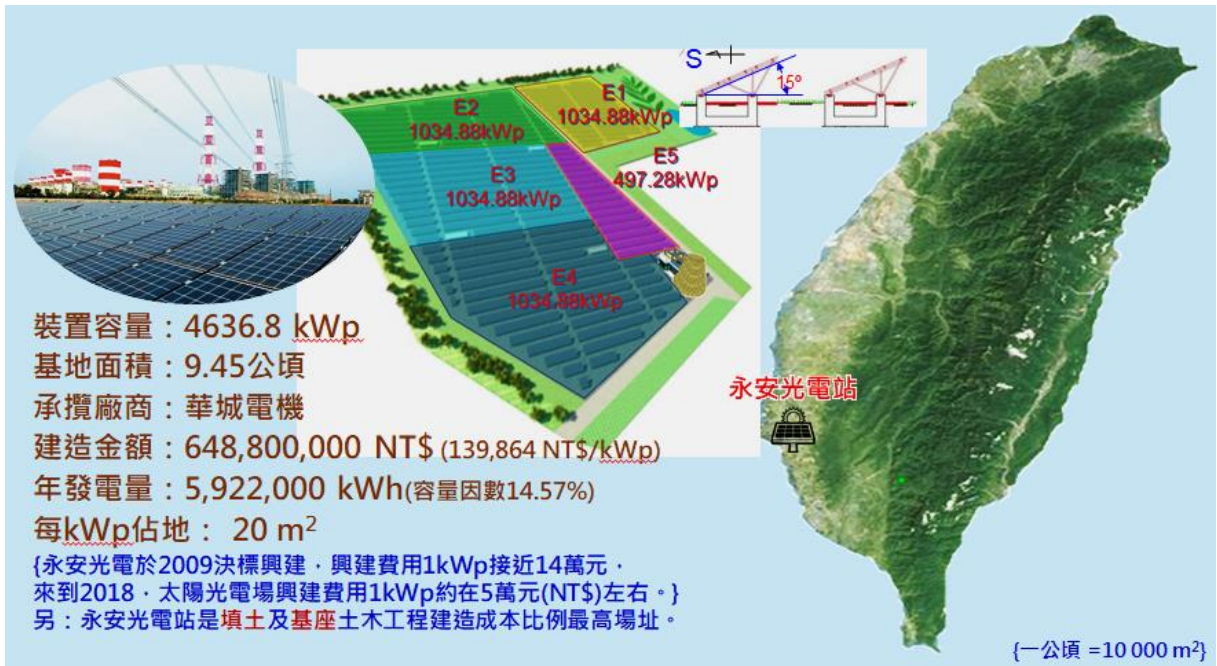 S
15°
E1
1034.88kWp
E2
1034.88kWp
E5
497.28kWp
E3
1034.88kWp
E4
1034.88kWp
永安光電站
裝置容量：4636.8 kWp
基地面積：9.45公頃
承攬廠商：華城電機
建造金額：648,800,000 NT$ (139,864 NT$/kWp)
年發電量：5,922,000 kWh(容量因數14.57%)
每kWp佔地： 20 m²
{永安光電於2009決標興建，興建費用1kWp接近14萬元，
來到2018，太陽光電場興建費用1kWp約在5萬元(NT$)左右。}
另：永安光電站是填土及基座土木工程建造成本比例最高場址。
{一公頃 =10 000 m²}